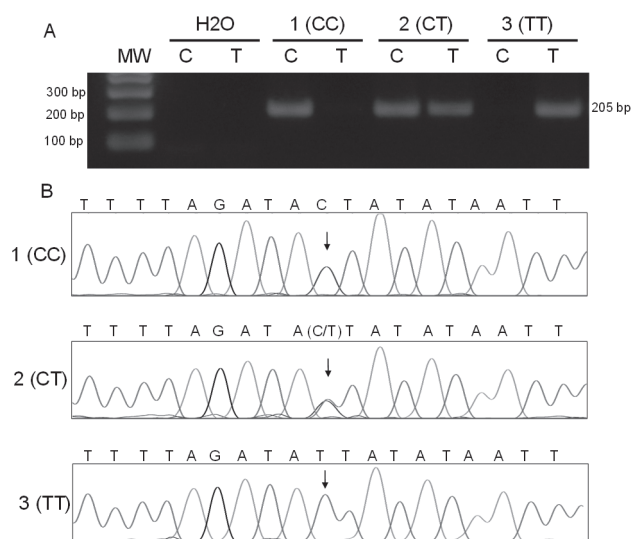 A
H2O 1 (CC) 2 (CT) 3 (TT)
MW C T C T C T C T
300 bp
200 bp
100 bp
205 bp
B
T T T T A G A T A C T A T A T A A T T
1 (CC)
T T T T A G A T A (C/T) T A T A T A A T T
2 (CT)
T T T T A G A T A T T A T A T A A T T
3 (TT)